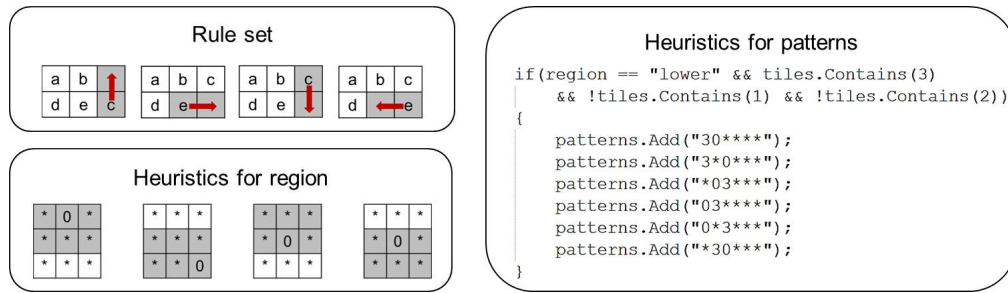 Rule set
a b c a b c a b c
d e c d e d e d e
Heuristics for region
* 0 * * * * * * * * * *
* * * * * * * 0 * * 0 *
* * * * * 0 * * * * * *
Heuristics for patterns
if(region == "lower" && tiles.Contains(3)
&& !tiles.Contains(1) && !tiles.Contains(2))
{
patterns.Add("30****");
patterns.Add("3*0***");
patterns.Add("*03***");
patterns.Add("03****");
patterns.Add("0*3***");
patterns.Add("*30***");
}